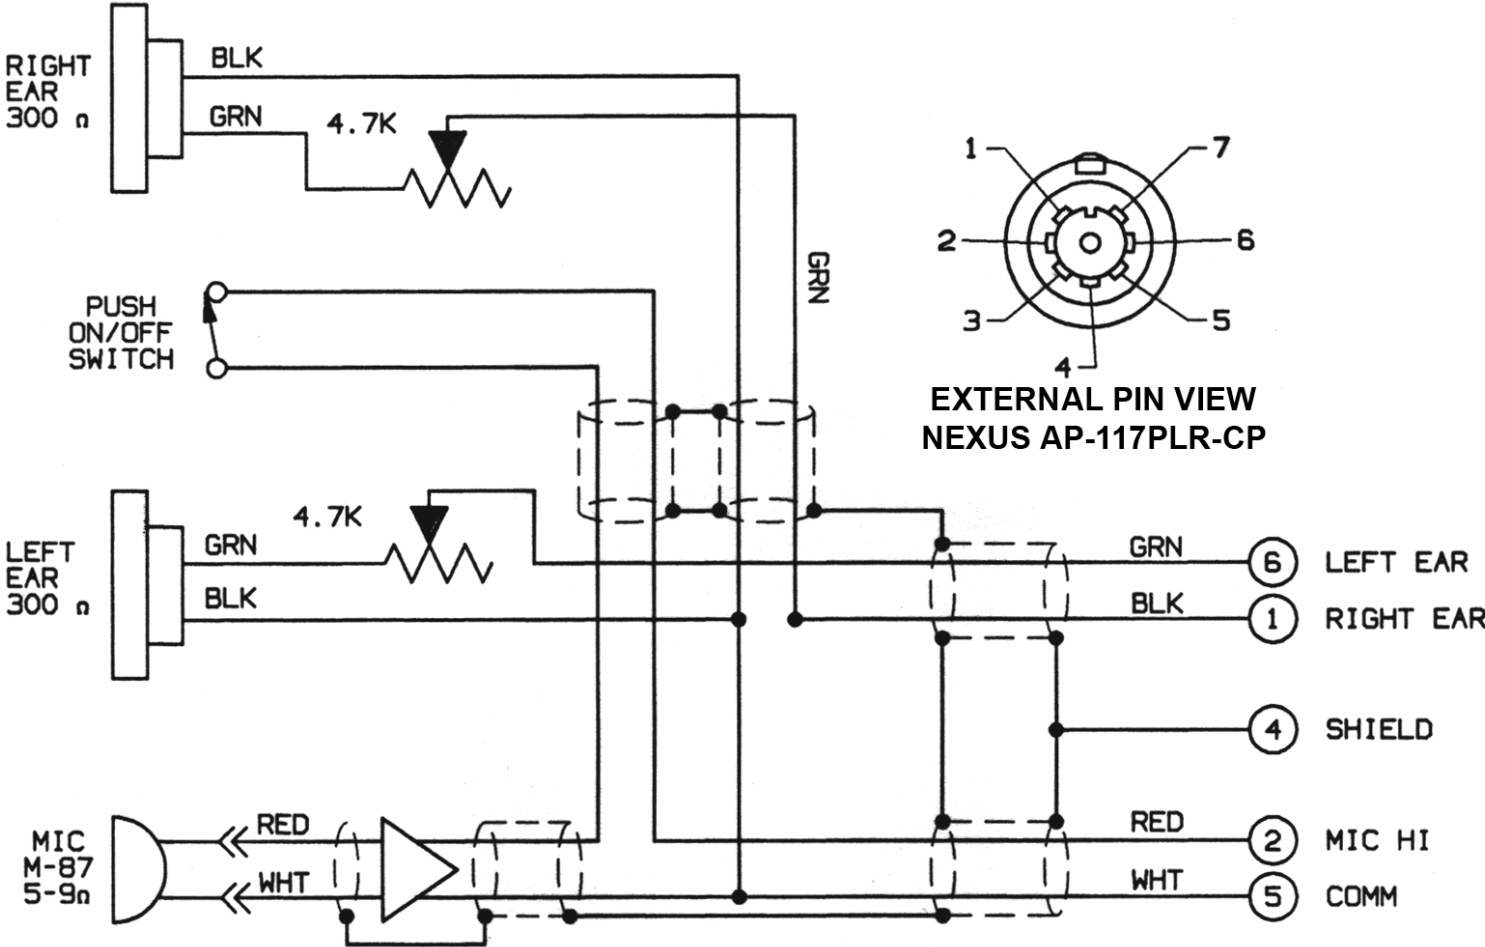 RIGHT
EAR
300 Ω
BLK
GRN
4.7K
GRN
1
7
2
6
3
5
4
EXTERNAL PIN VIEW
NEXUS AP-117PLR-CP
PUSH
ON/OFF
SWITCH
LEFT
EAR
300 Ω
GRN
BLK
4.7K
GRN
6 LEFT EAR
BLK
1 RIGHT EAR
4 SHIELD
MIC
M-87
5-9Ω
RED
WHT
RED
2 MIC HI
WHT
5 COMM